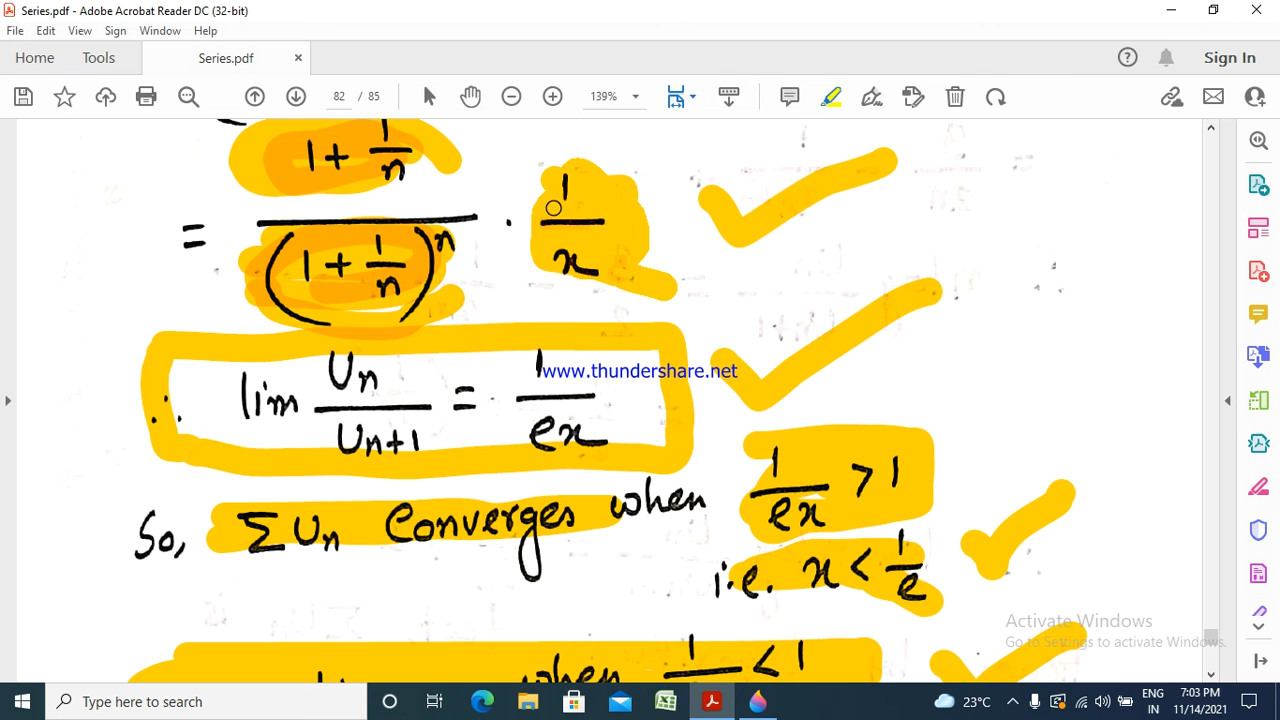 Series.pdf - Adobe Acrobat Reader DC (32-bit)
File Edit View Sign Window Help
Home Tools Series.pdf × Sign In
82 / 85 139%
1 + 1/n
= ―――― · 1/x
(1 + 1/n)^n
www.thundershare.net
∴ lim Un/Un+1 = 1/ex
So, ΣUn Converges when 1/ex > 1
i.e. x < 1/e
when 1 < 1
Activate Windows
Go to Settings to activate Windows.
Type here to search
23°C ENG 7:03 PM
IN 11/14/2021